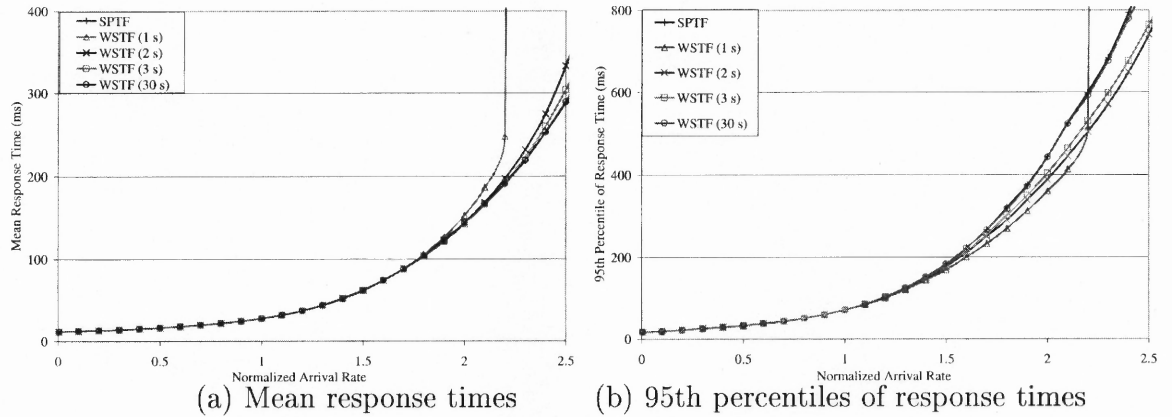 400
300
200
100
0
Mean Response Time (ms)
SPTF
WSTF (1 s)
WSTF (2 s)
WSTF (3 s)
WSTF (30 s)
0 0.5 1 1.5 2 2.5
Normalized Arrival Rate
(a) Mean response times
800
600
400
200
0
95th Percentile of Response Time (ms)
SPTF
WSTF (1 s)
WSTF (2 s)
WSTF (3 s)
WSTF (30 s)
0 0.5 1 1.5 2 2.5
Normalized Arrival Rate
(b) 95th percentiles of response times